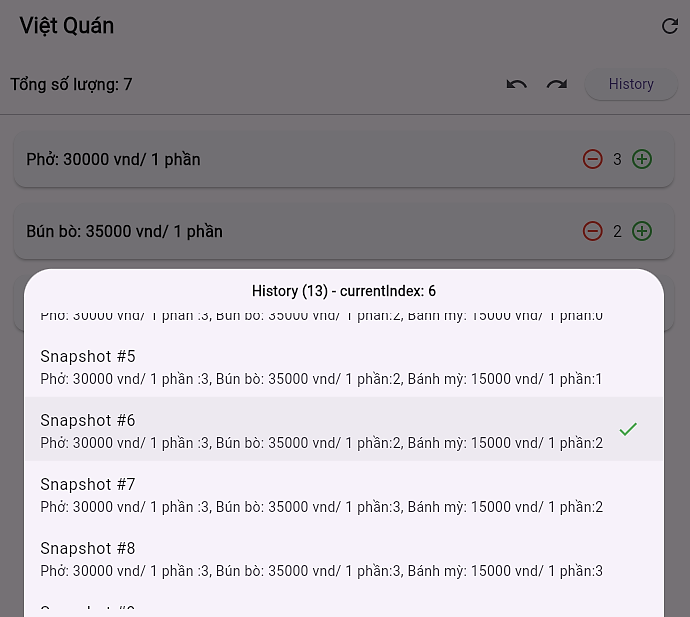 Việt Quán
Tổng số lượng: 7
History
Phở: 30000 vnd/ 1 phần
3
Bún bò: 35000 vnd/ 1 phần
2
History (13) - currentIndex: 6
Phở: 30000 vnd/ 1 phần :3, Bún bò: 35000 vnd/ 1 phần:2, Bánh mỳ: 15000 vnd/ 1 phần:0
Snapshot #5
Phở: 30000 vnd/ 1 phần :3, Bún bò: 35000 vnd/ 1 phần:2, Bánh mỳ: 15000 vnd/ 1 phần:1
Snapshot #6
Phở: 30000 vnd/ 1 phần :3, Bún bò: 35000 vnd/ 1 phần:2, Bánh mỳ: 15000 vnd/ 1 phần:2
Snapshot #7
Phở: 30000 vnd/ 1 phần :3, Bún bò: 35000 vnd/ 1 phần:3, Bánh mỳ: 15000 vnd/ 1 phần:2
Snapshot #8
Phở: 30000 vnd/ 1 phần :3, Bún bò: 35000 vnd/ 1 phần:3, Bánh mỳ: 15000 vnd/ 1 phần:3